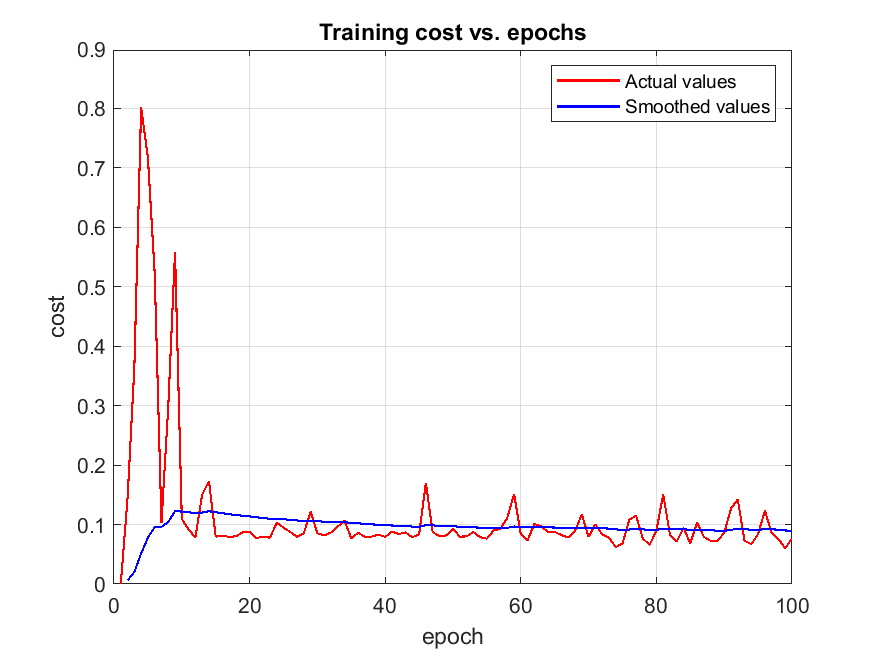 Training cost vs. epochs
Actual values
Smoothed values
cost
0.9
0.8
0.7
0.6
0.5
0.4
0.3
0.2
0.1
0
0 20 40 60 80 100
epoch